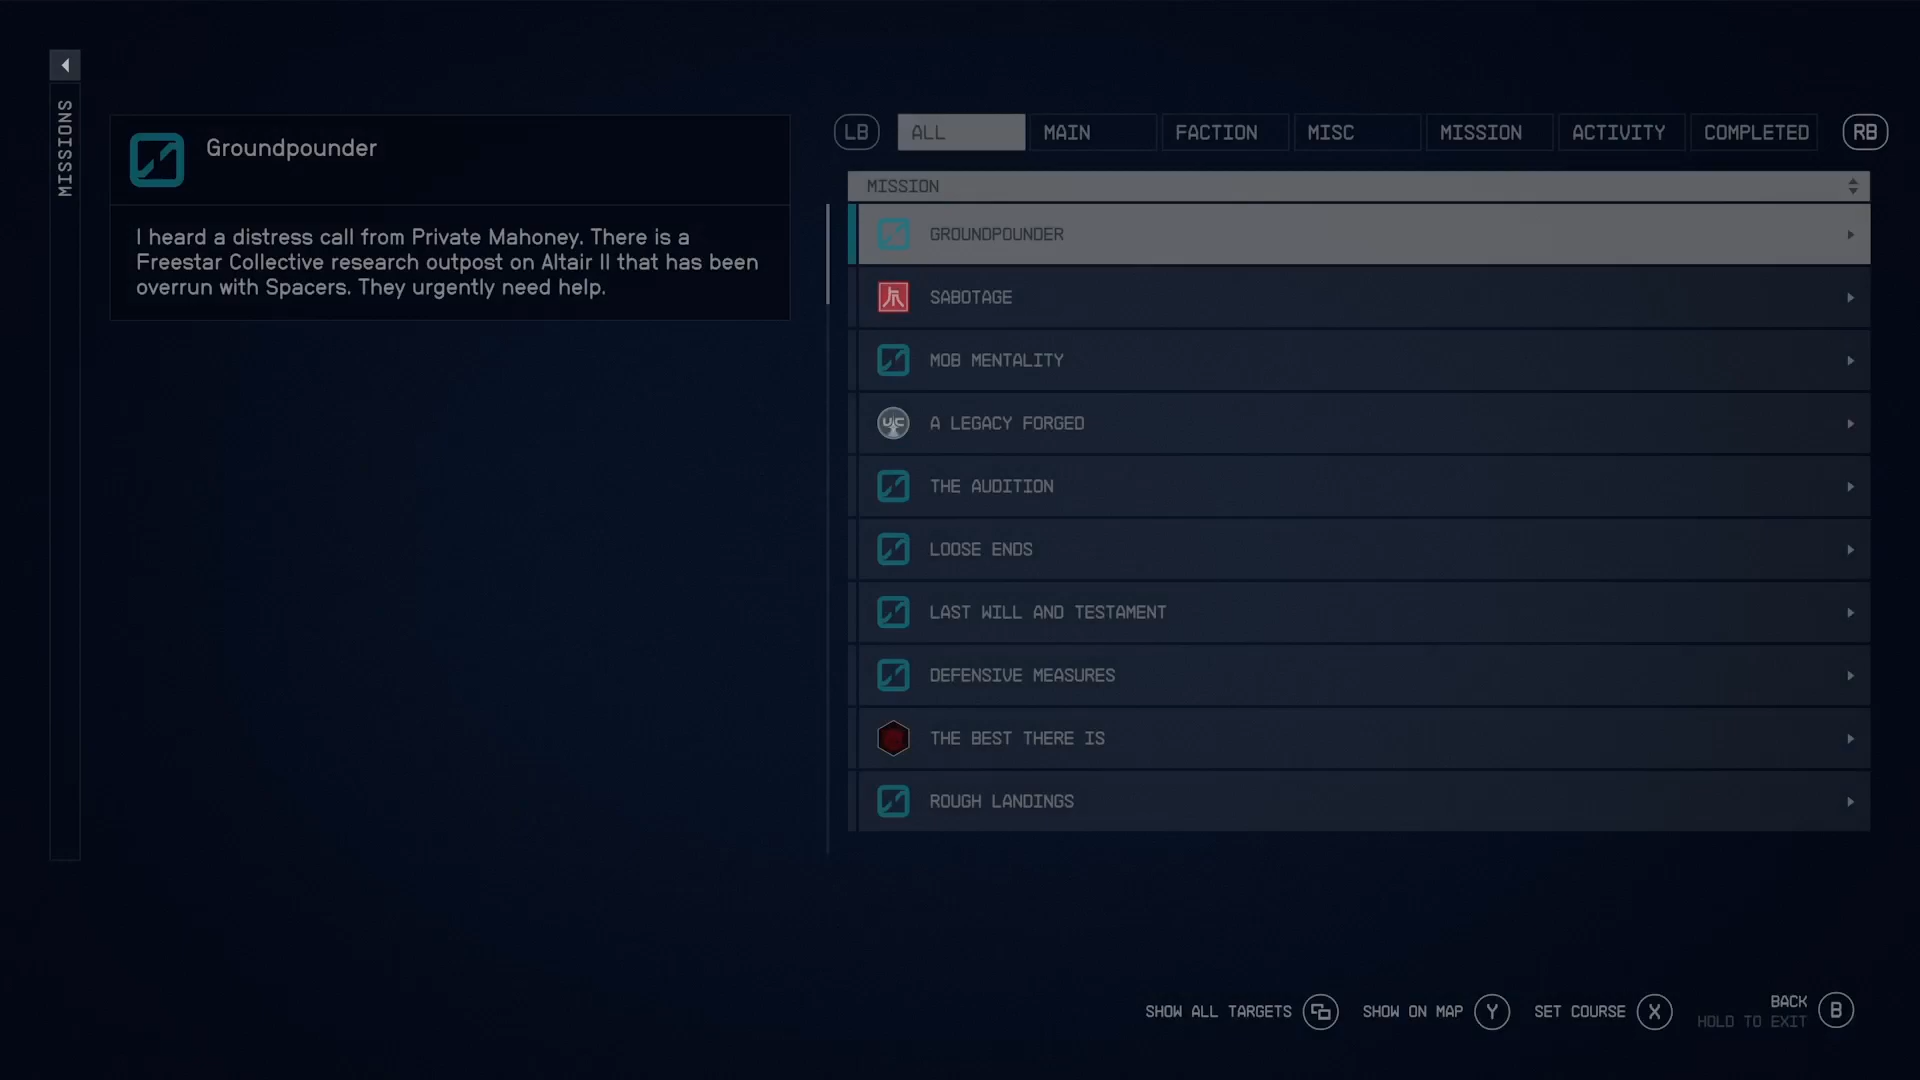 MISSIONS
Groundpounder
I heard a distress call from Private Mahoney. There is a
Freestar Collective research outpost on Altair II that has been
overrun with Spacers. They urgently need help.
LB
ALL
MAIN
FACTION
MISC
MISSION
ACTIVITY
COMPLETED
RB
MISSION
GROUNDPOUNDER
SABOTAGE
MOB MENTALITY
UC
A LEGACY FORGED
THE AUDITION
LOOSE ENDS
LAST WILL AND TESTAMENT
DEFENSIVE MEASURES
THE BEST THERE IS
ROUGH LANDINGS
SHOW ALL TARGETS
SHOW ON MAP
Y
SET COURSE
X
BACK
HOLD TO EXIT
B